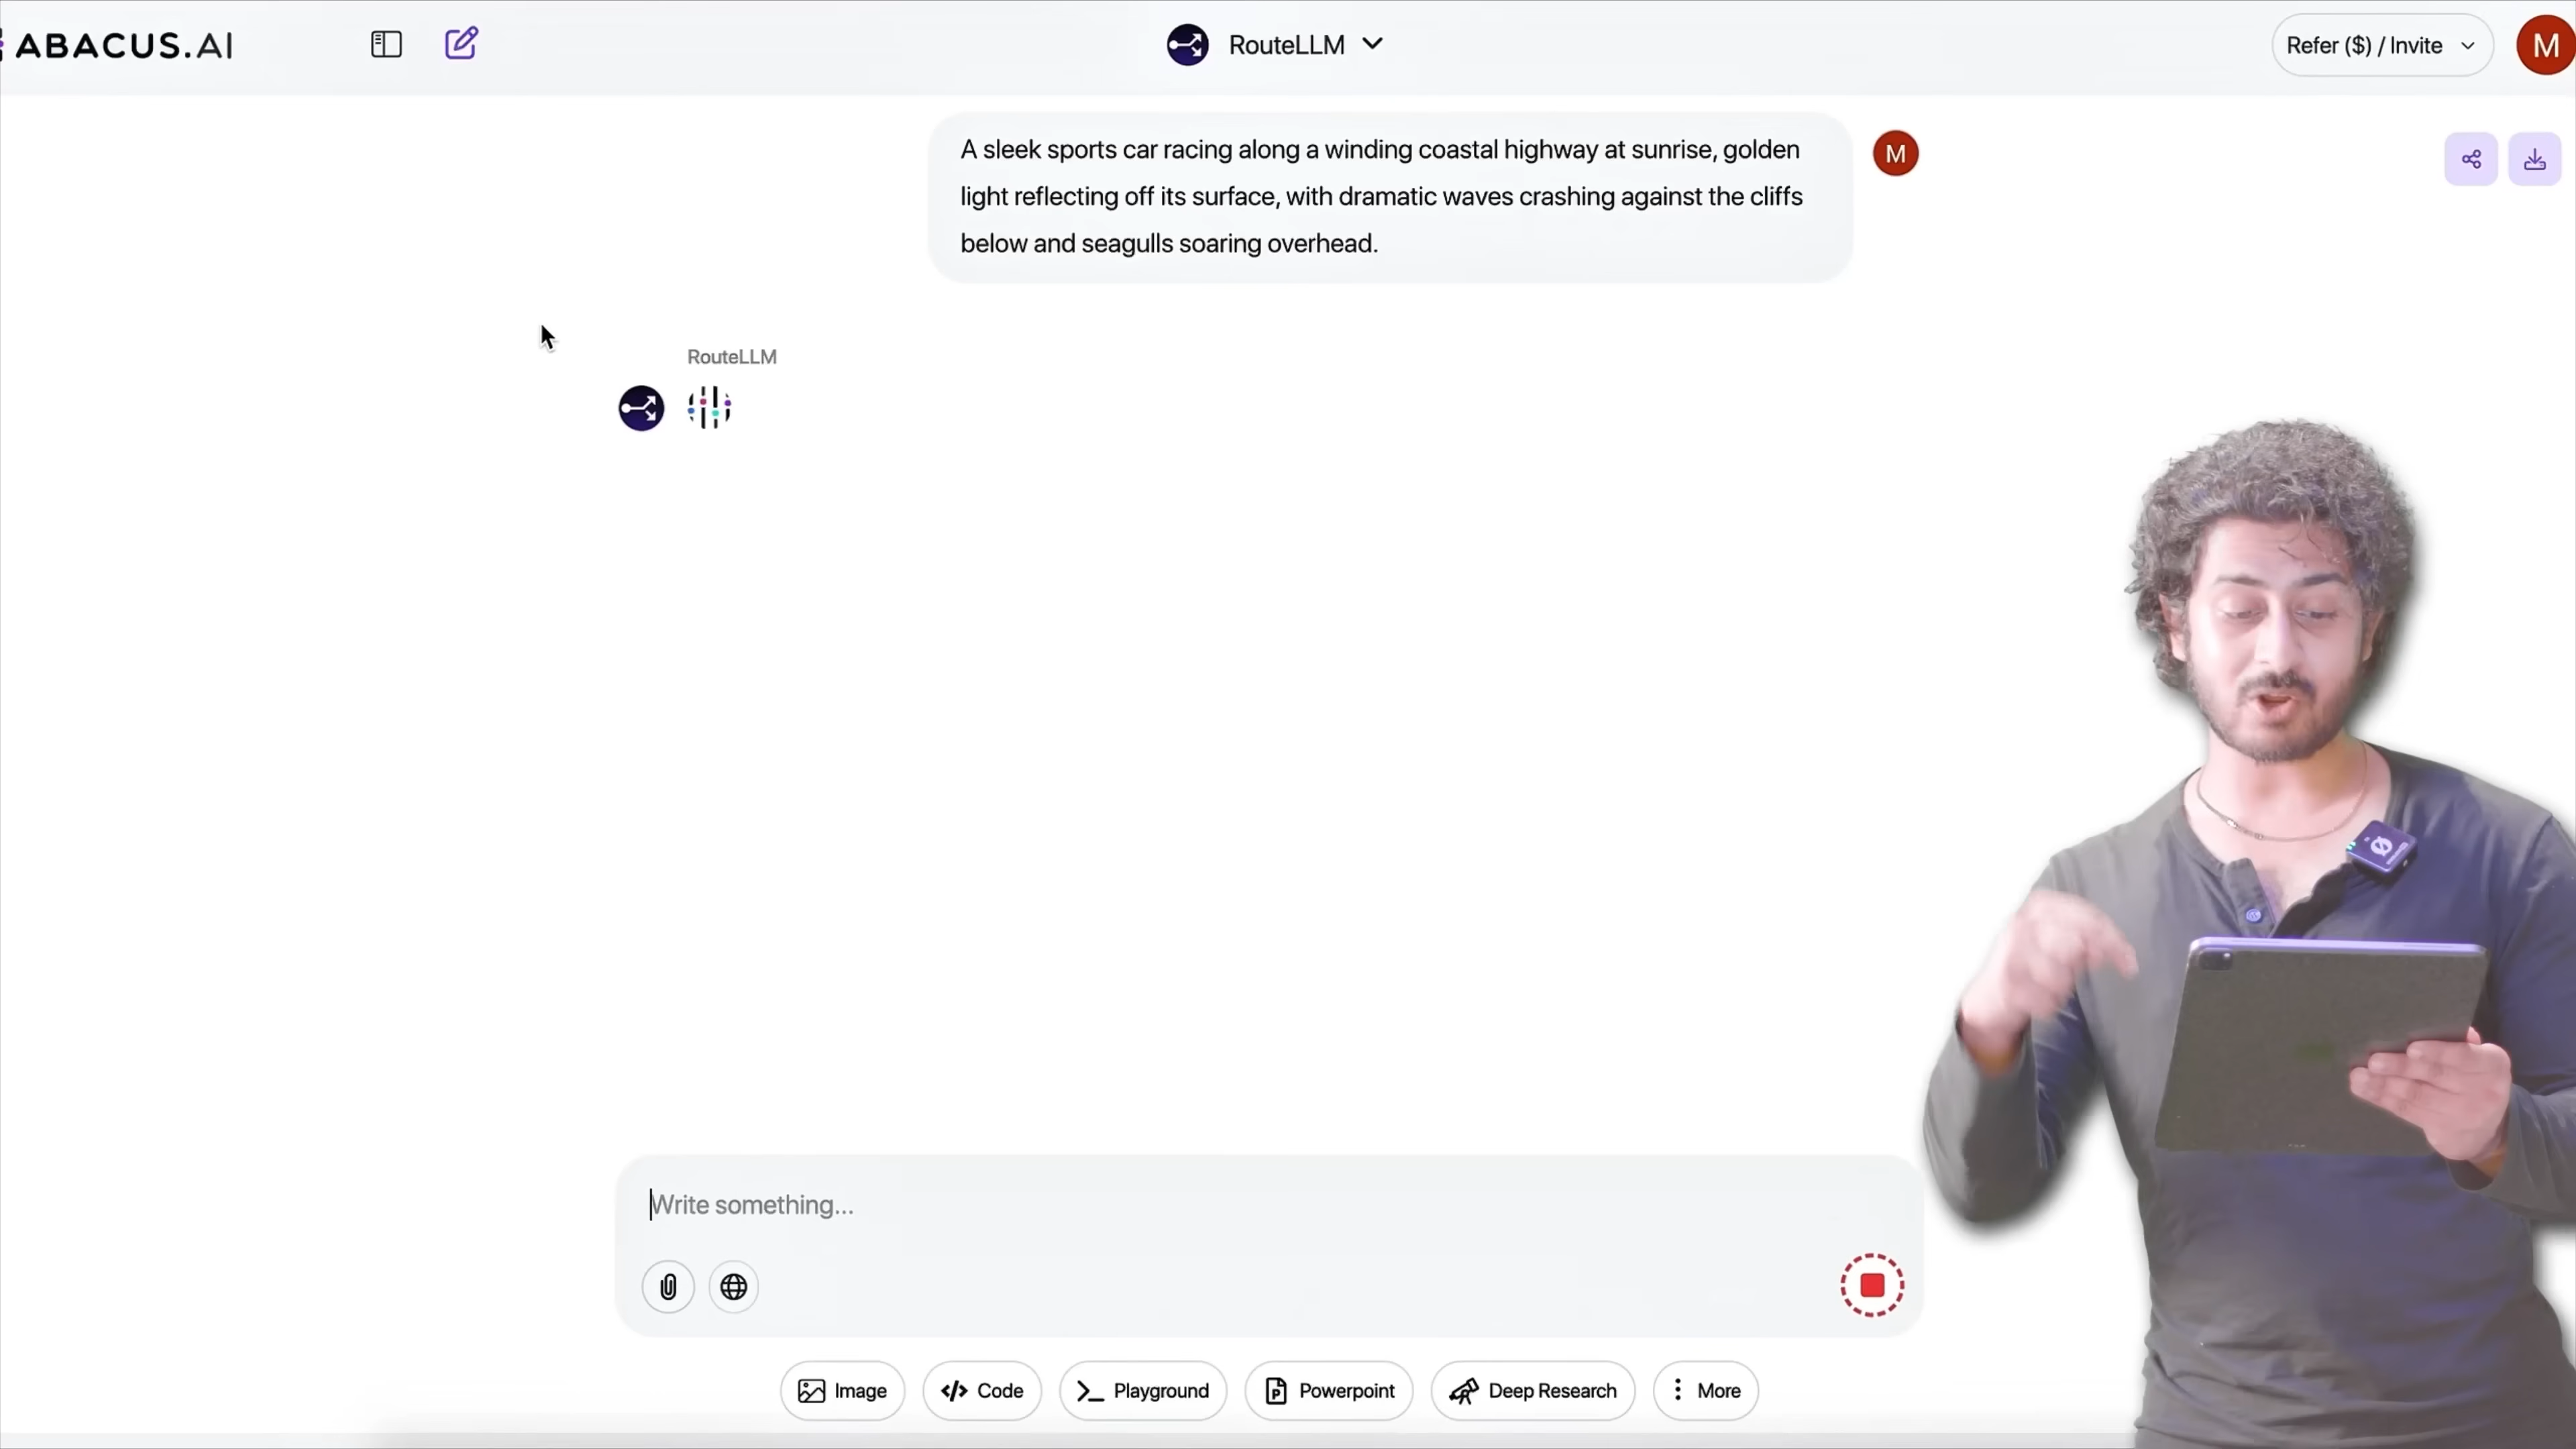 ABACUS.AI
RouteLLM
Refer ($) / Invite
M
A sleek sports car racing along a winding coastal highway at sunrise, golden
light reflecting off its surface, with dramatic waves crashing against the cliffs
below and seagulls soaring overhead.
M
RouteLLM
Write something...
Image
Code
Playground
Powerpoint
Deep Research
More